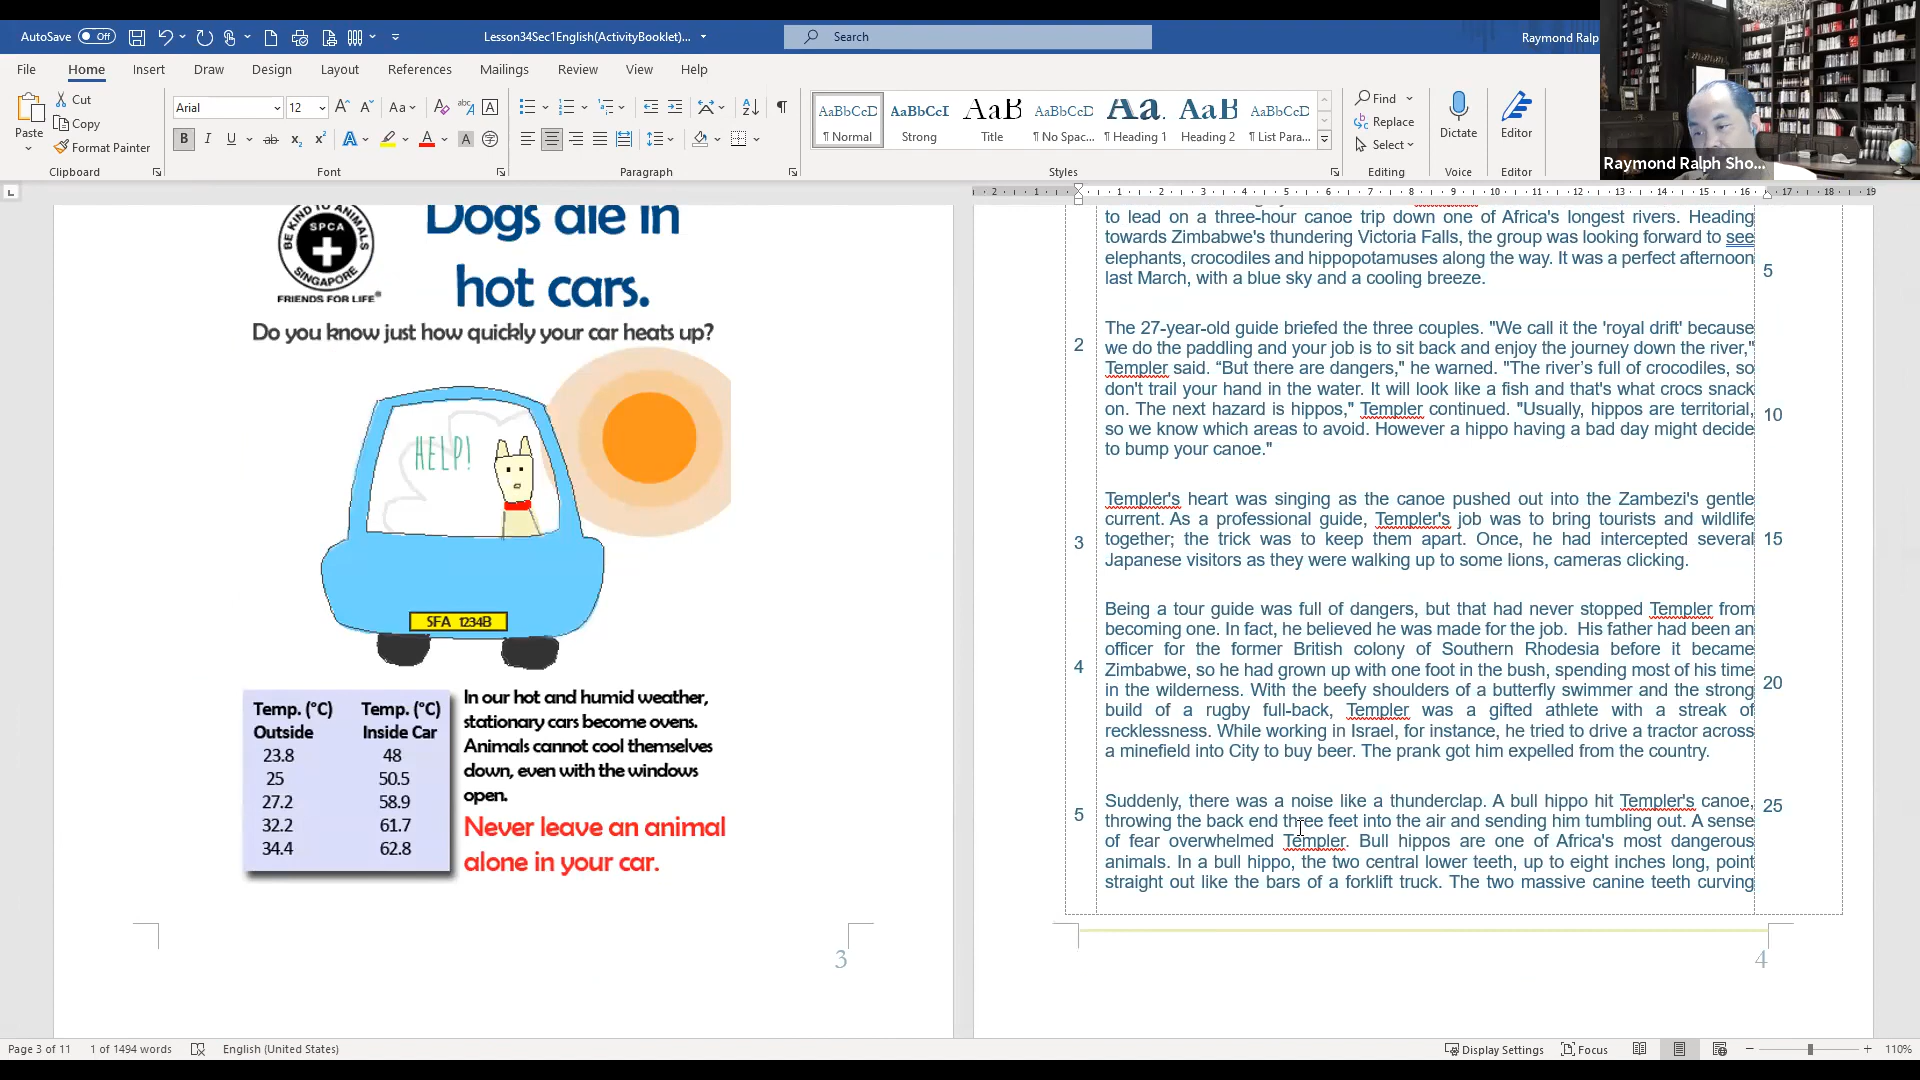 AutoSave Off
Lesson34Sec1English(ActivityBooklet)...
Search
Raymond Ralp
File Home Insert Draw Design Layout References Mailings Review View Help
Paste
Cut
Copy
Format Painter
Clipboard
Arial 12
Font
Paragraph
AaBbCcD AaBbCcD AaB AaBbCcD Aa. AaB AaBbCcD
¶ Normal Strong Title ¶ No Spac... ¶ Heading 1 Heading 2 ¶ List Para...
Styles
Find
Replace
Select
Editing
Dictate
Voice
Editor
Editor
Raymond Ralph Sho...
BE KIND TO ANIMALS
SPCA
SINGAPORE
FRIENDS FOR LIFE®
Dogs die in
hot cars.
Do you know just how quickly your car heats up?
HELP!
SFA 1234B
Temp. (°C) Temp. (°C)
Outside Inside Car
23.8 48
25 50.5
27.2 58.9
32.2 61.7
34.4 62.8
In our hot and humid weather,
stationary cars become ovens.
Animals cannot cool themselves
down, even with the windows
open.
Never leave an animal
alone in your car.
3
to lead on a three-hour canoe trip down one of Africa's longest rivers. Heading
towards Zimbabwe's thundering Victoria Falls, the group was looking forward to see
elephants, crocodiles and hippopotamuses along the way. It was a perfect afternoon 5
last March, with a blue sky and a cooling breeze.
The 27-year-old guide briefed the three couples. "We call it the 'royal drift' because
2 we do the paddling and your job is to sit back and enjoy the journey down the river,"
Templer said. “But there are dangers," he warned. "The river’s full of crocodiles, so
don't trail your hand in the water. It will look like a fish and that's what crocs snack
on. The next hazard is hippos," Templer continued. "Usually, hippos are territorial, 10
so we know which areas to avoid. However a hippo having a bad day might decide
to bump your canoe."
Templer's heart was singing as the canoe pushed out into the Zambezi's gentle
current. As a professional guide, Templer's job was to bring tourists and wildlife
3 together; the trick was to keep them apart. Once, he had intercepted several 15
Japanese visitors as they were walking up to some lions, cameras clicking.
Being a tour guide was full of dangers, but that had never stopped Templer from
becoming one. In fact, he believed he was made for the job. His father had been an
officer for the former British colony of Southern Rhodesia before it became
4 Zimbabwe, so he had grown up with one foot in the bush, spending most of his time
in the wilderness. With the beefy shoulders of a butterfly swimmer and the strong 20
build of a rugby full-back, Templer was a gifted athlete with a streak of
recklessness. While working in Israel, for instance, he tried to drive a tractor across
a minefield into City to buy beer. The prank got him expelled from the country.
Suddenly, there was a noise like a thunderclap. A bull hippo hit Templer's canoe, 25
5 throwing the back end three feet into the air and sending him tumbling out. A sense
of fear overwhelmed Templer. Bull hippos are one of Africa's most dangerous
animals. In a bull hippo, the two central lower teeth, up to eight inches long, point
straight out like the bars of a forklift truck. The two massive canine teeth curving
4
Page 3 of 11 1 of 1494 words English (United States)
Display Settings Focus 110%